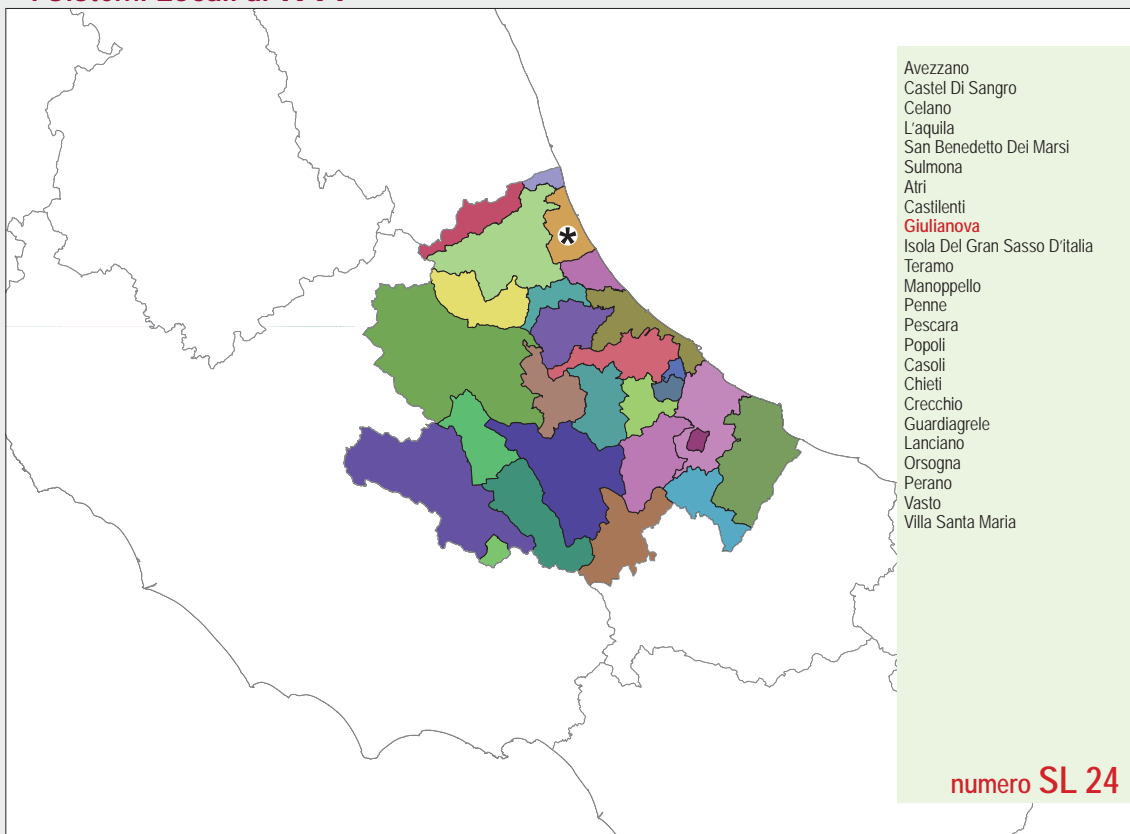 Avezzano
Castel Di Sangro
Celano
L'aquila
San Benedetto Dei Marsi
Sulmona
Atri
Castilenti
Giulianova
Isola Del Gran Sasso D'italia
Teramo
Manoppello
Penne
Pescara
Popoli
Casoli
Chieti
Crecchio
Guardiagrele
Lanciano
Orsogna
Perano
Vasto
Villa Santa Maria
numero SL 24